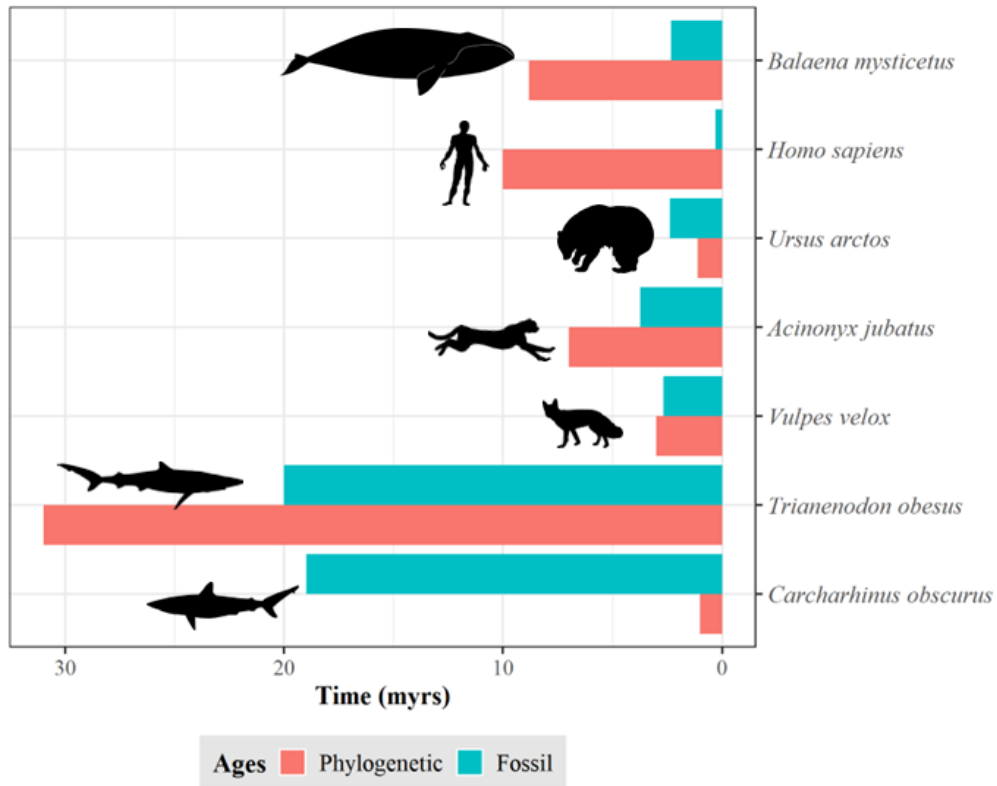 Balaena mysticetus
Homo sapiens
Ursus arctos
Acinonyx jubatus
Vulpes velox
Trianenodon obesus
Carcharhinus obscurus
30 20 10 0
Time (myrs)
Ages Phylogenetic Fossil